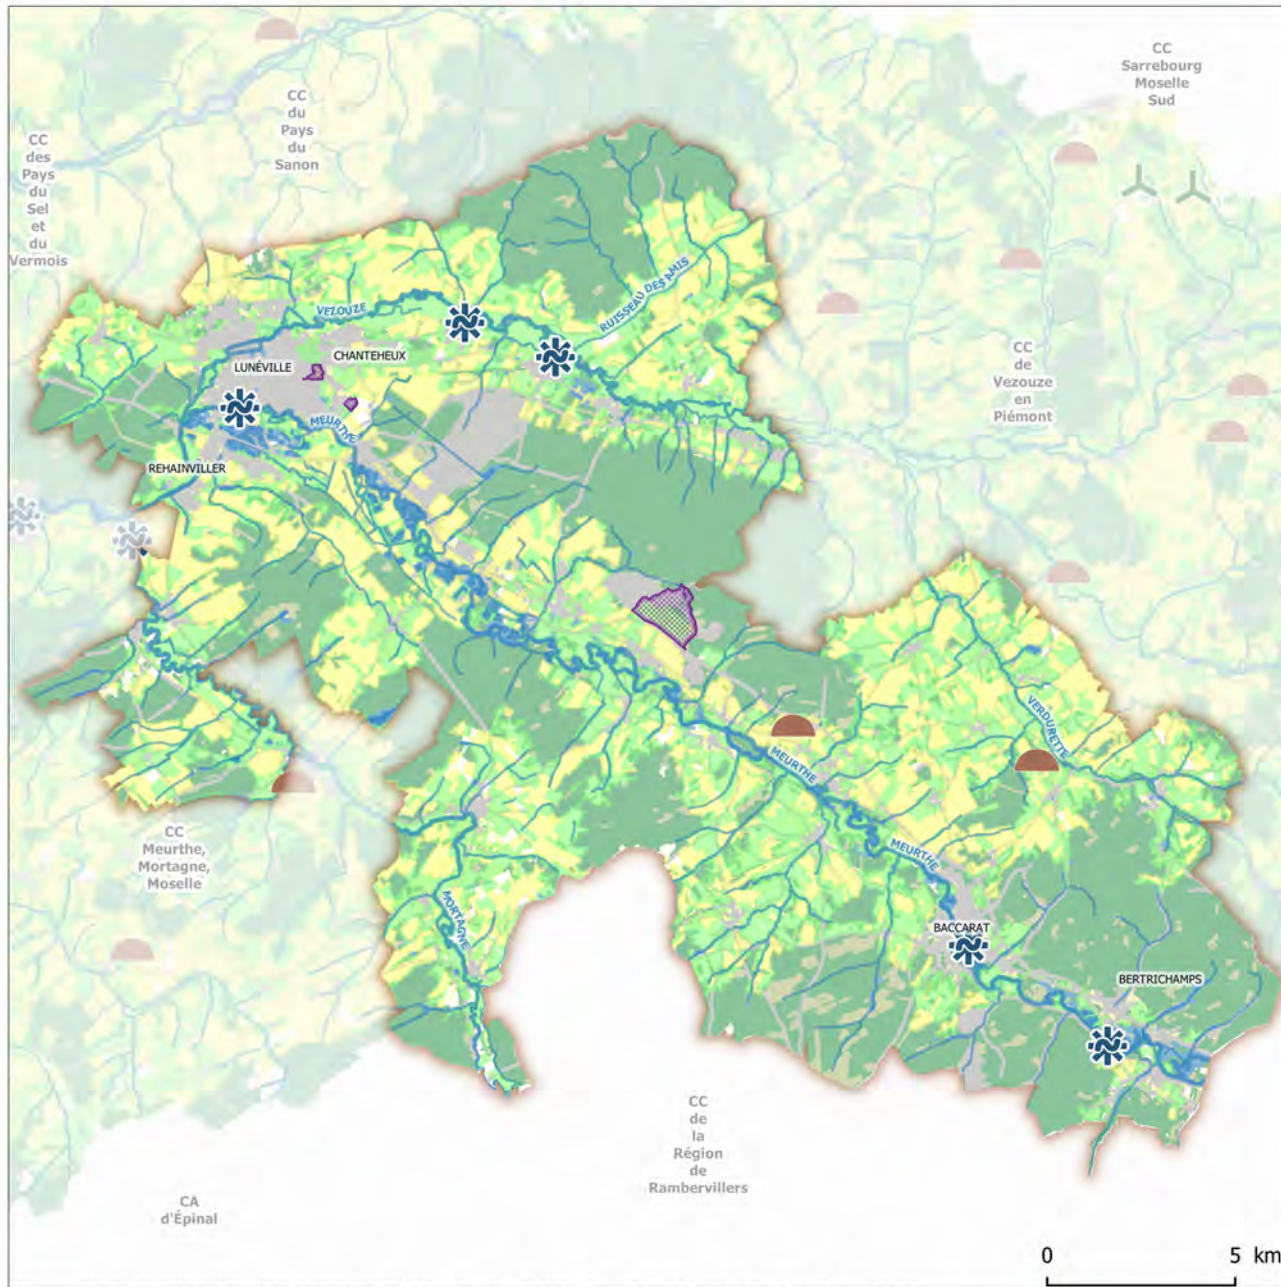 CC
Sarrebourg
Moselle
Sud
CC
du
Pays
du
Sanon
CC
des
Pays
du
Sel
et
du
Vermois
RUISSEAU DES AMIS
VEZOUZE
CHANTEHEUX
LUNÉVILLE
CC
de
Vezouze
en
Piémont
MEURTHE
REHAINVILLER
VERDURETTE
MEURTHE
CC
Meurthe,
Mortagne,
Moselle
MEURTHE
MORTAGNE
BACCARAT
BERTRICHAMPS
CC
de
la
Région
de
Rambervillers
CA
d'Épinal
0 5 km